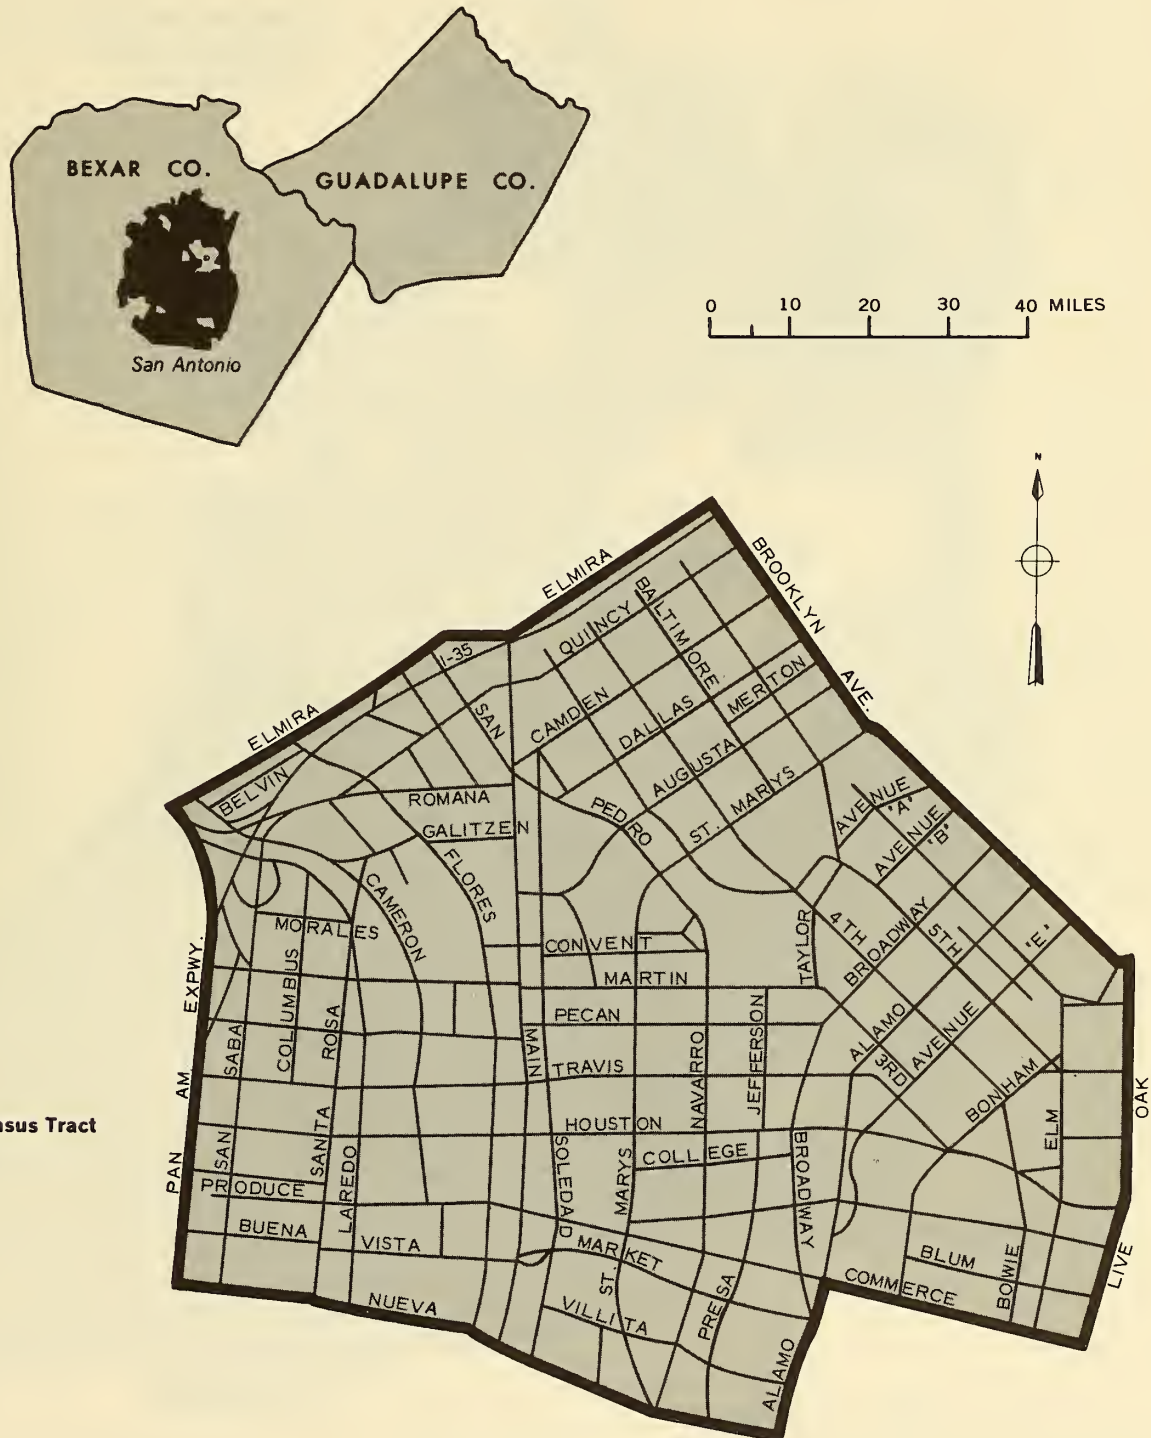 BEXAR CO.
GUADALUPE CO.
San Antonio
0 10 20 30 40 MILES
N
ELMIRA
BROOKLYN AVE.
QUINCY
BALTIMORE
I-35
SAN PEDRO
CAMDEN
DALLAS
MERTON
ELMIRA
AUGUSTA
BELVIN
ROMANA
ST. MARYS
AVENUE "A"
GALITZEN
AVENUE "B"
FLORES
CAMERON
MORALES
TAYLOR
4TH
BROADWAY
5TH
AVENUE "E"
CONVENT
MARTIN
COLUMBUS
PAN AM. EXPWY.
PECAN
SAN SABA
SANTA ROSA
MAIN
NAVARRO
JEFFERSON
ALAMO
3RD
TRAVIS
BONHAM
ELM
LIVE OAK
nsus Tract
HOUSTON
COLLEGE
LAREDO
SOLEDAD
ST. MARYS
BROADWAY
PRODUCE
BUENA VISTA
MARKET
BLUM
BOWIE
COMMERCE
NUEVA
VILLITA
PRESA
ALAMO